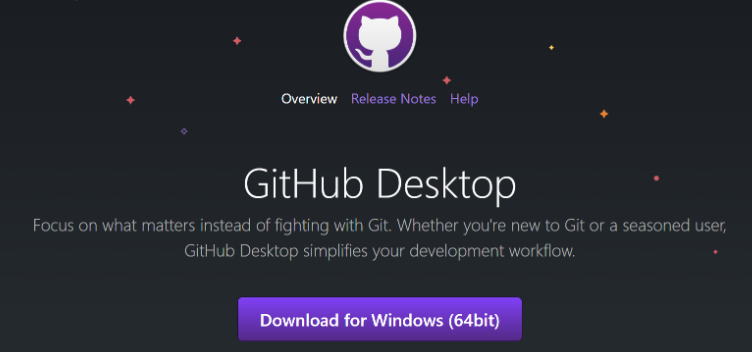 Overview Release Notes Help
GitHub Desktop
Focus on what matters instead of fighting with Git. Whether you're new to Git or a seasoned user,
GitHub Desktop simplifies your development workflow.
Download for Windows (64bit)